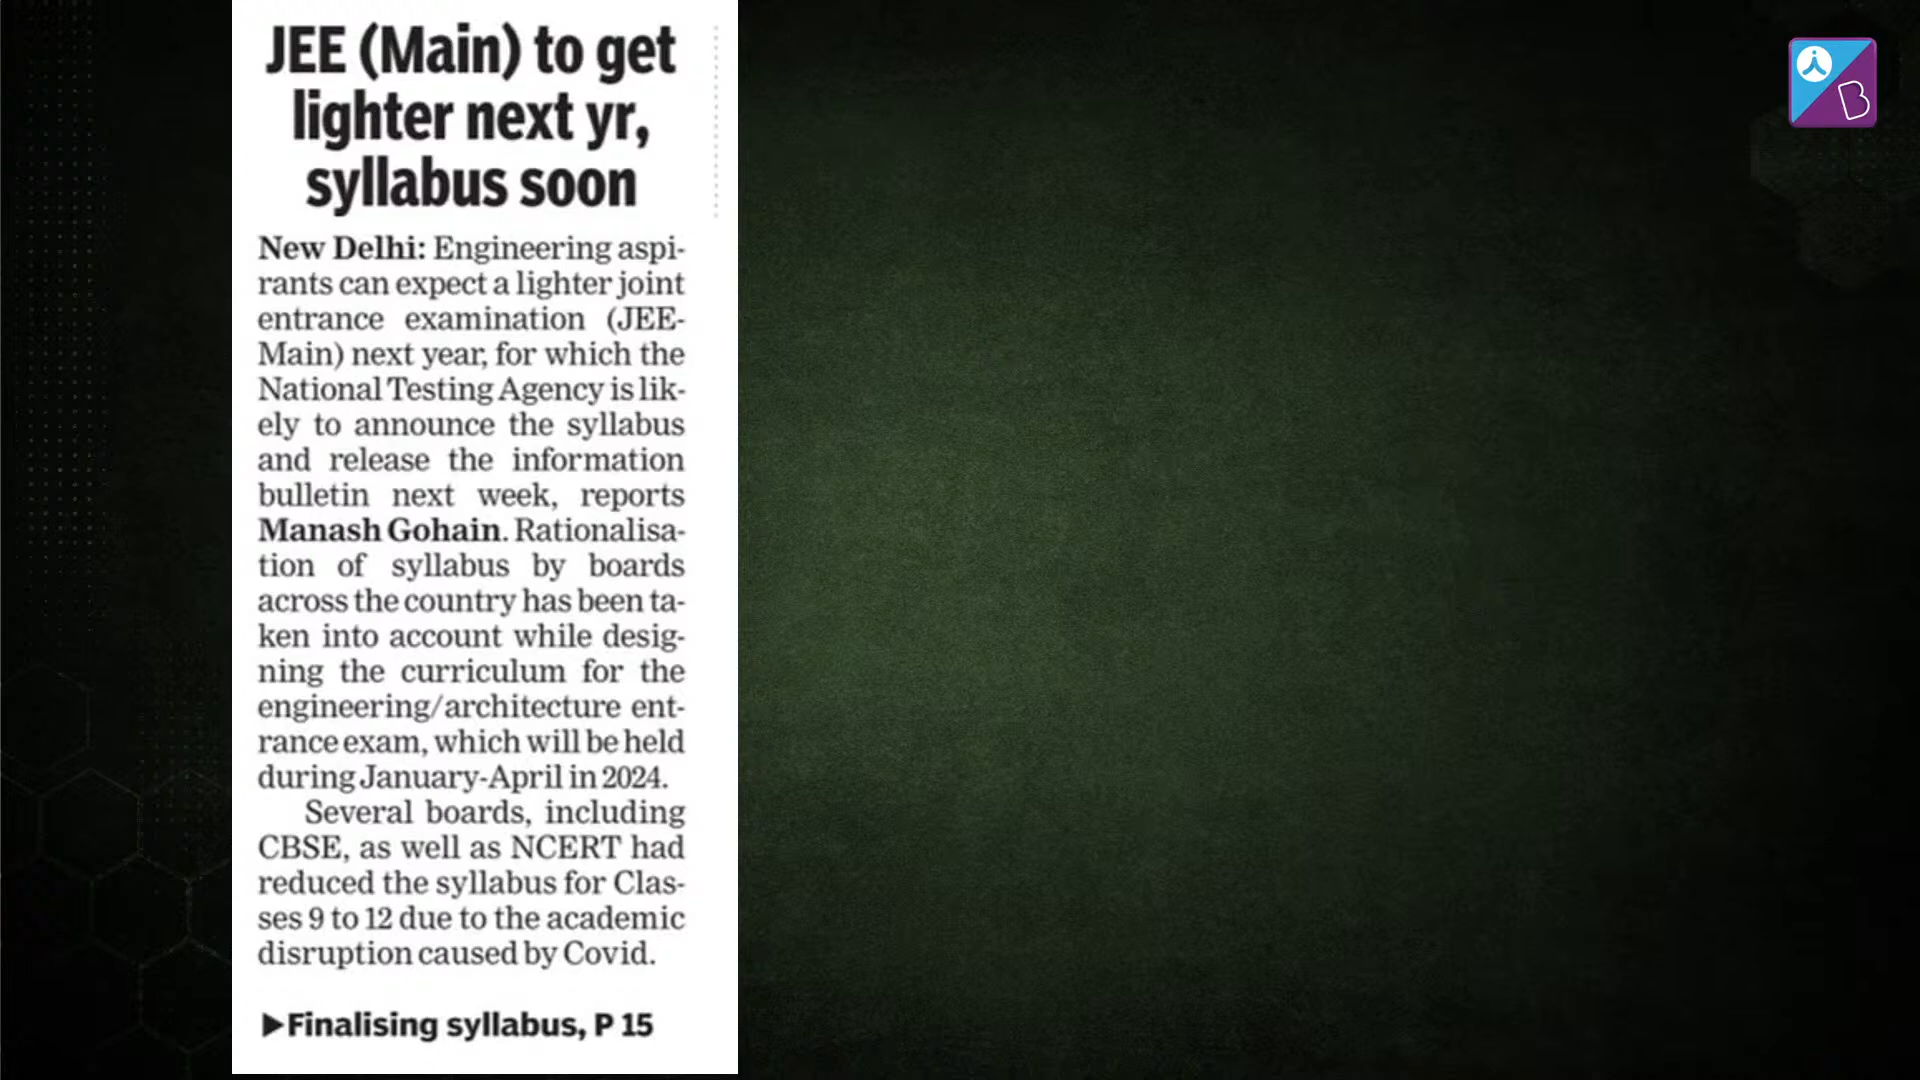 JEE (Main) to get
lighter next yr,
syllabus soon
New Delhi: Engineering aspi-
rants can expect a lighter joint
entrance examination (JEE-
Main) next year, for which the
National Testing Agency is lik-
ely to announce the syllabus
and release the information
bulletin next week, reports
Manash Gohain. Rationalisa-
tion of syllabus by boards
across the country has been ta-
ken into account while desig-
ning the curriculum for the
engineering/architecture ent-
rance exam, which will be held
during January-April in 2024.
Several boards, including
CBSE, as well as NCERT had
reduced the syllabus for Clas-
ses 9 to 12 due to the academic
disruption caused by Covid.
▶Finalising syllabus, P 15
B